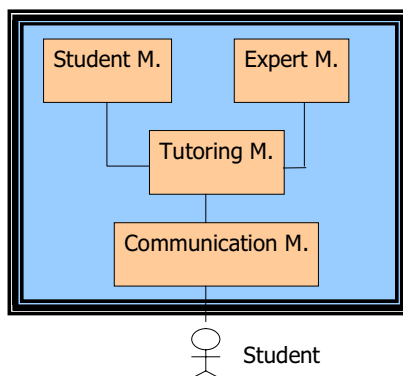 Student M.
Expert M.
Tutoring M.
Communication M.
Student